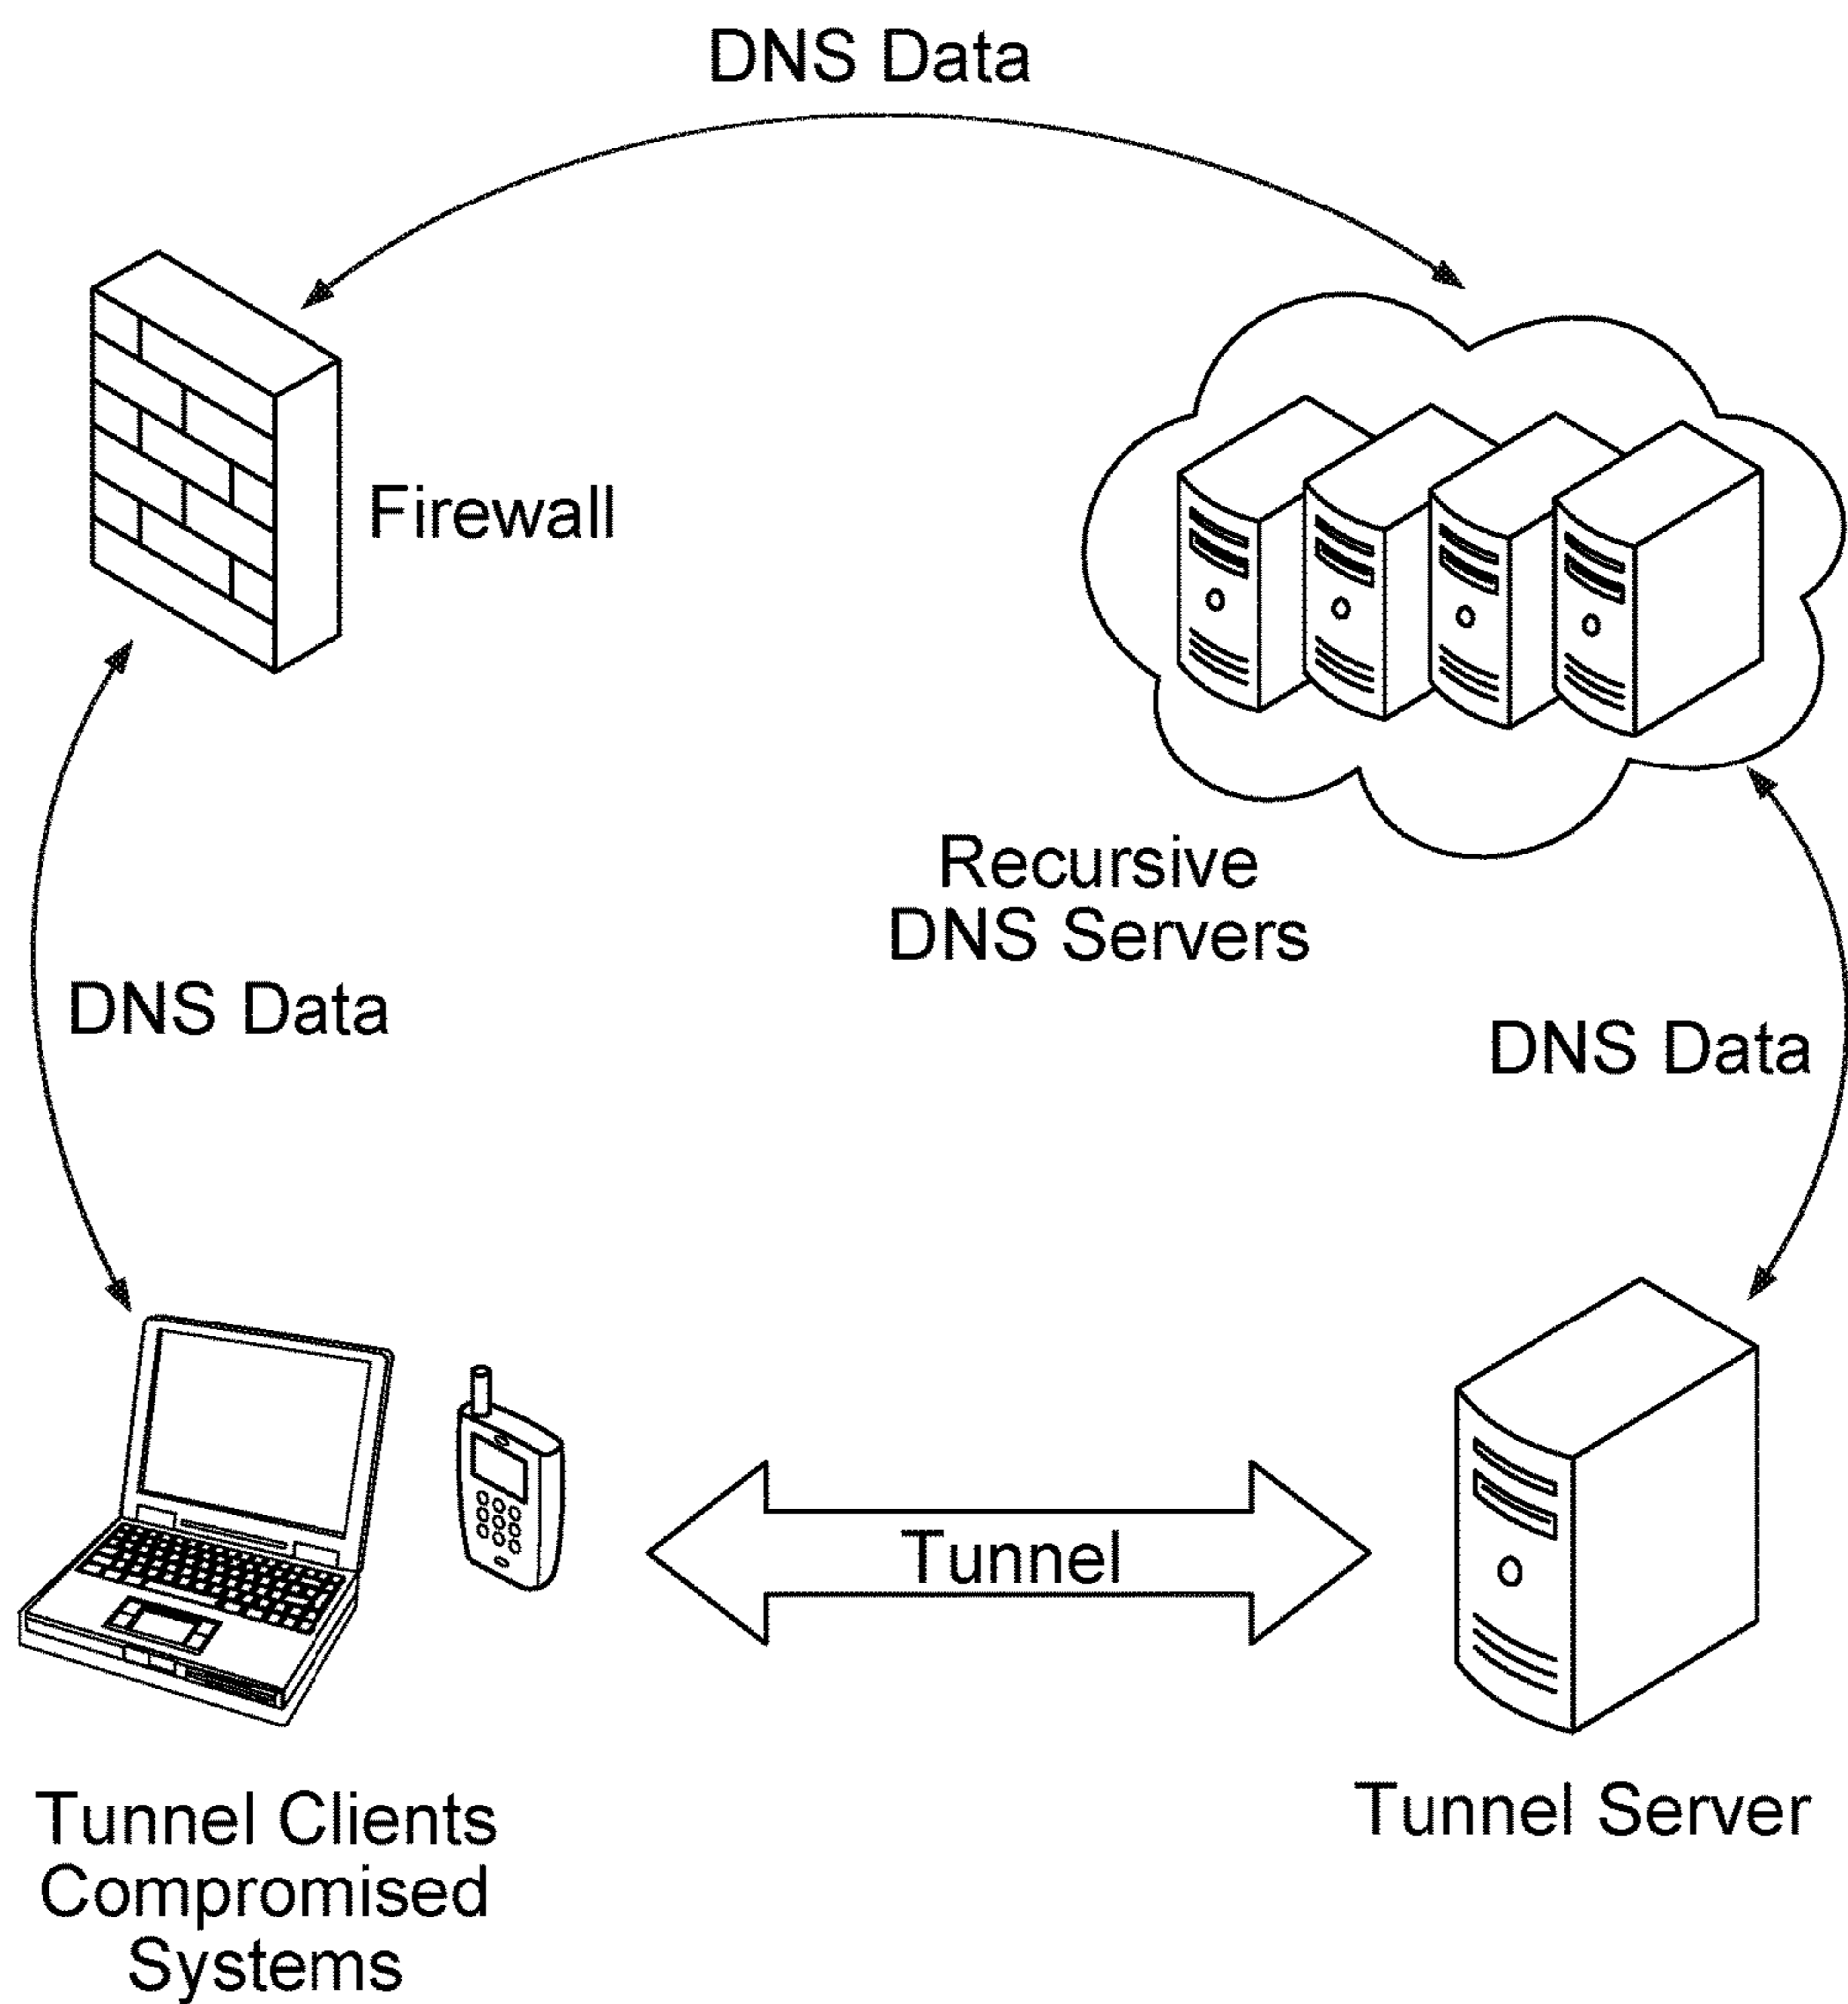 DNS Data
Firewall
Recursive
DNS Servers
DNS Data
DNS Data
Tunnel
Tunnel Clients
Compromised
Systems
Tunnel Server